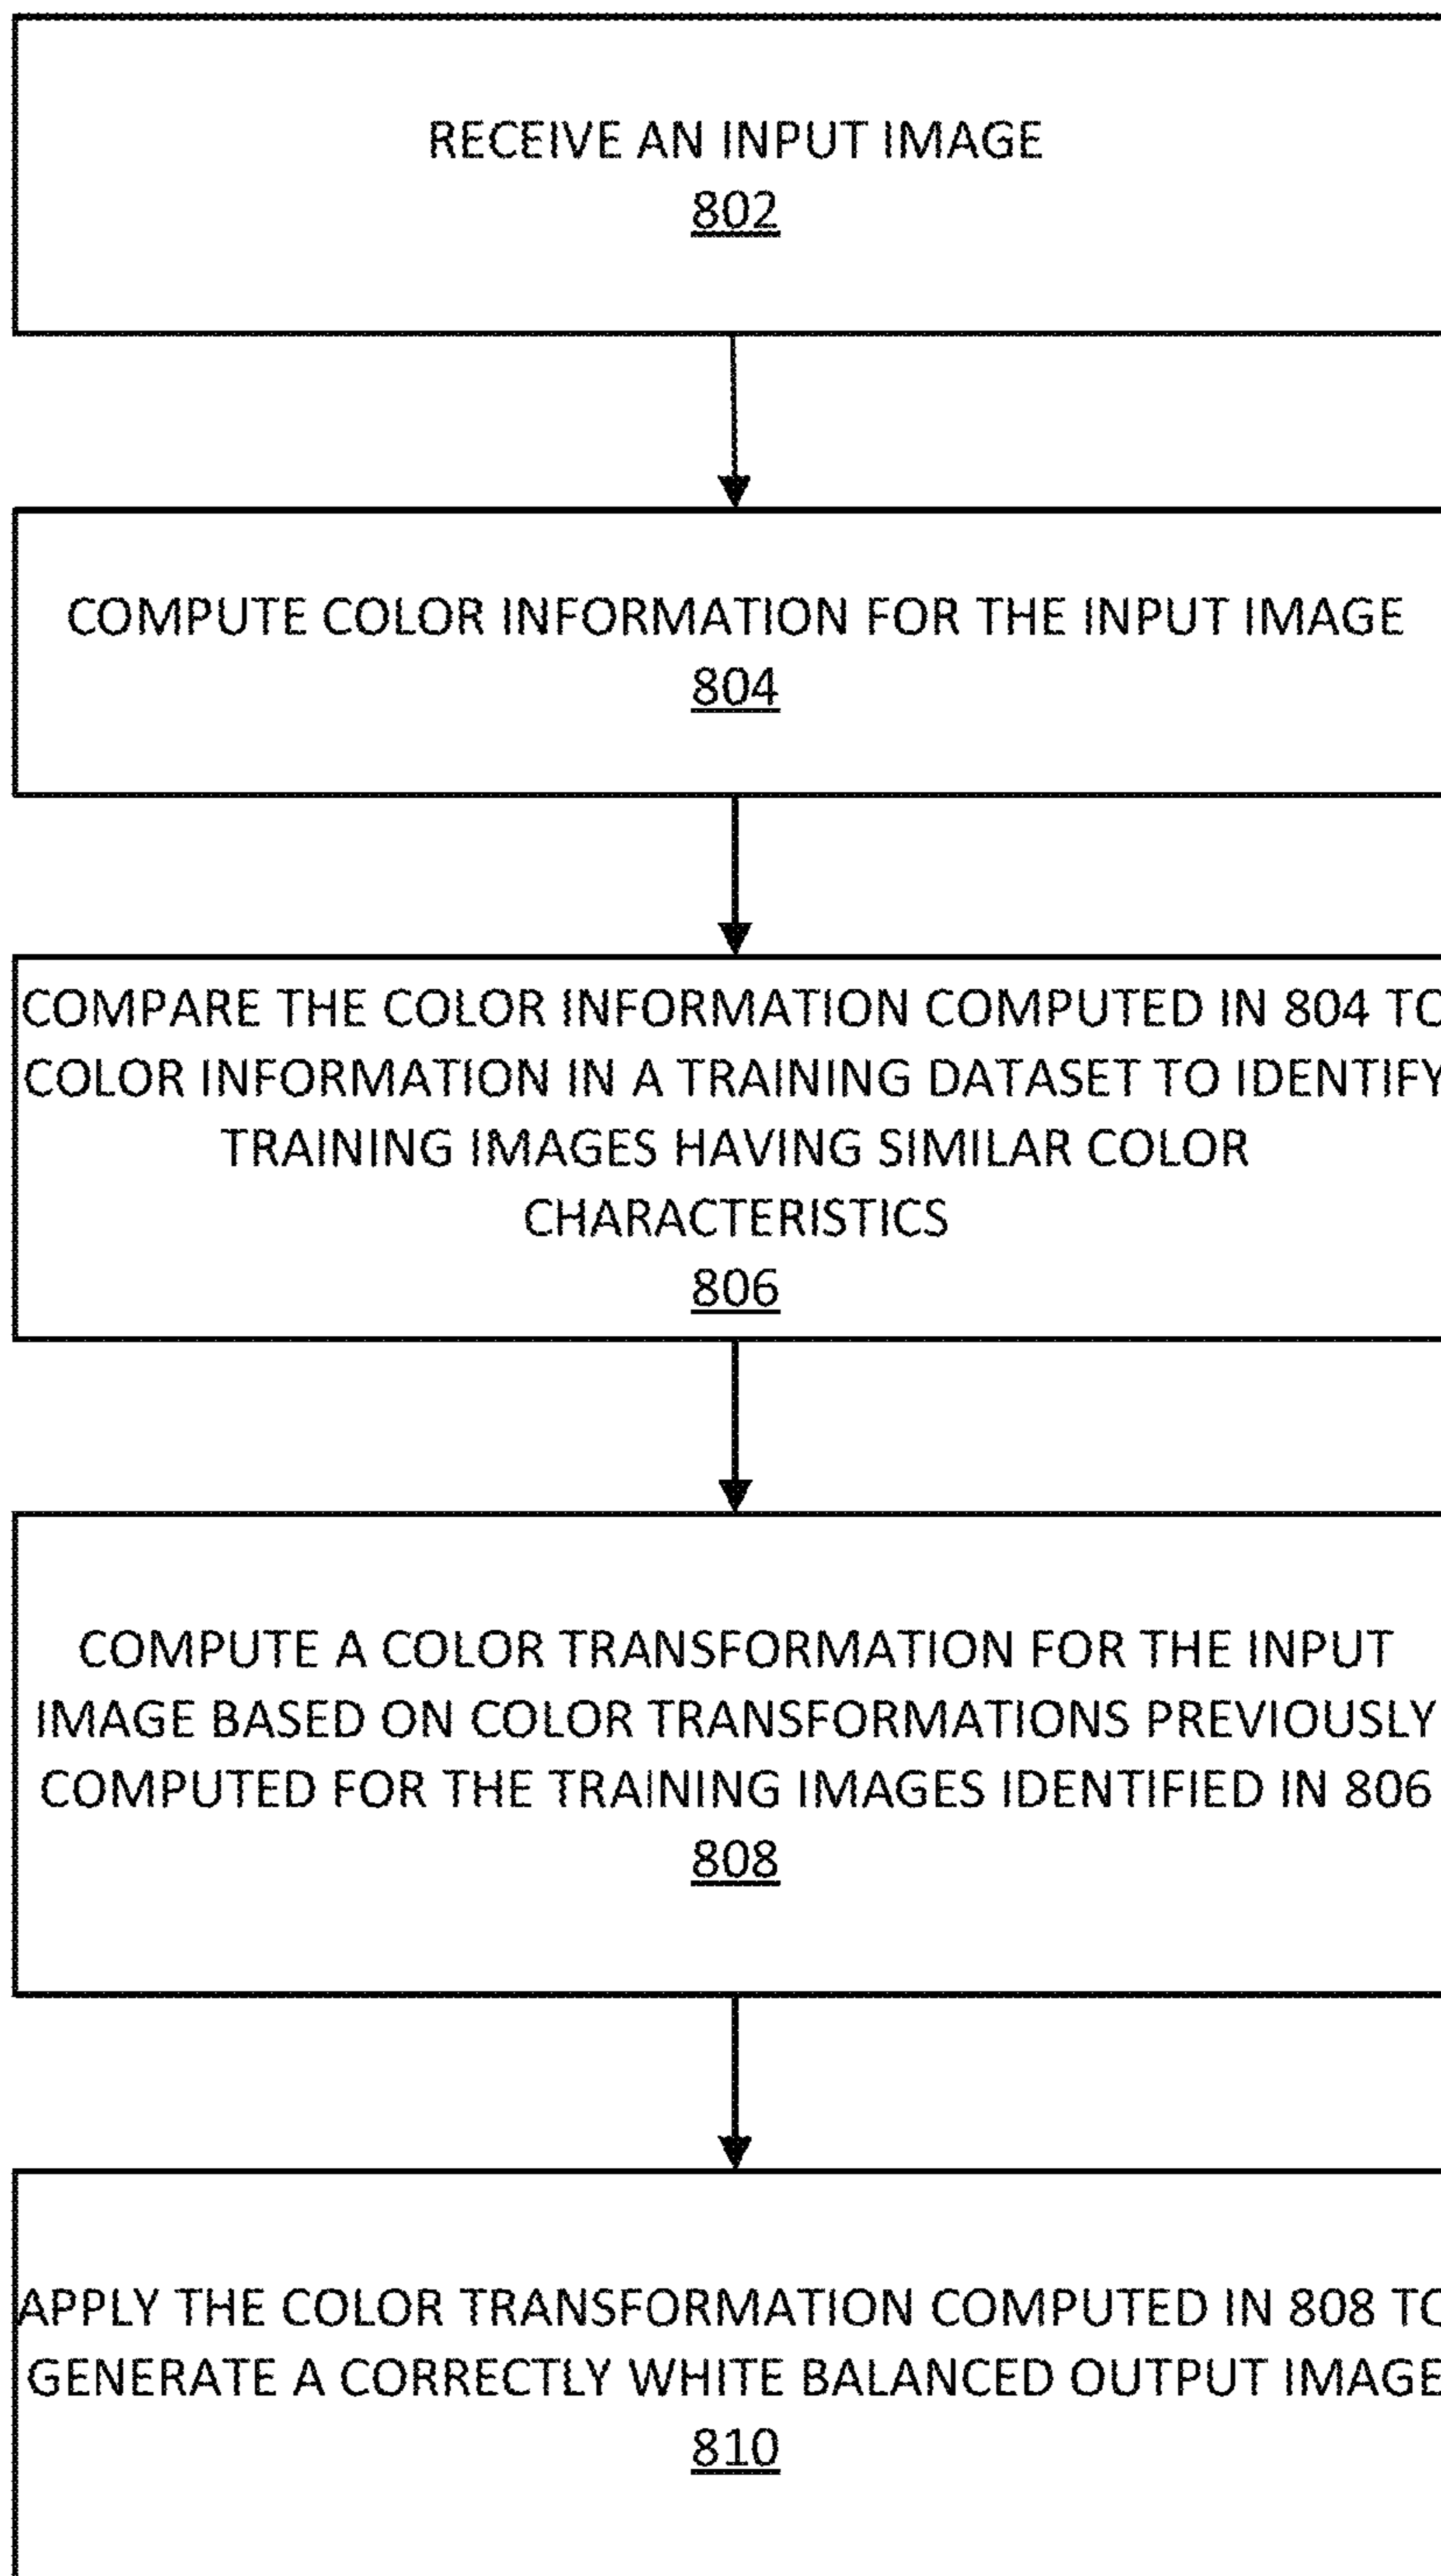 RECEIVE AN INPUT IMAGE
802
COMPUTE COLOR INFORMATION FOR THE INPUT IMAGE
804
COMPARE THE COLOR INFORMATION COMPUTED IN 804 TO
COLOR INFORMATION IN A TRAINING DATASET TO IDENTIFY
TRAINING IMAGES HAVING SIMILAR COLOR
CHARACTERISTICS
806
COMPUTE A COLOR TRANSFORMATION FOR THE INPUT
IMAGE BASED ON COLOR TRANSFORMATIONS PREVIOUSLY
COMPUTED FOR THE TRAINING IMAGES IDENTIFIED IN 806
808
APPLY THE COLOR TRANSFORMATION COMPUTED IN 808 TO
GENERATE A CORRECTLY WHITE BALANCED OUTPUT IMAGE
810